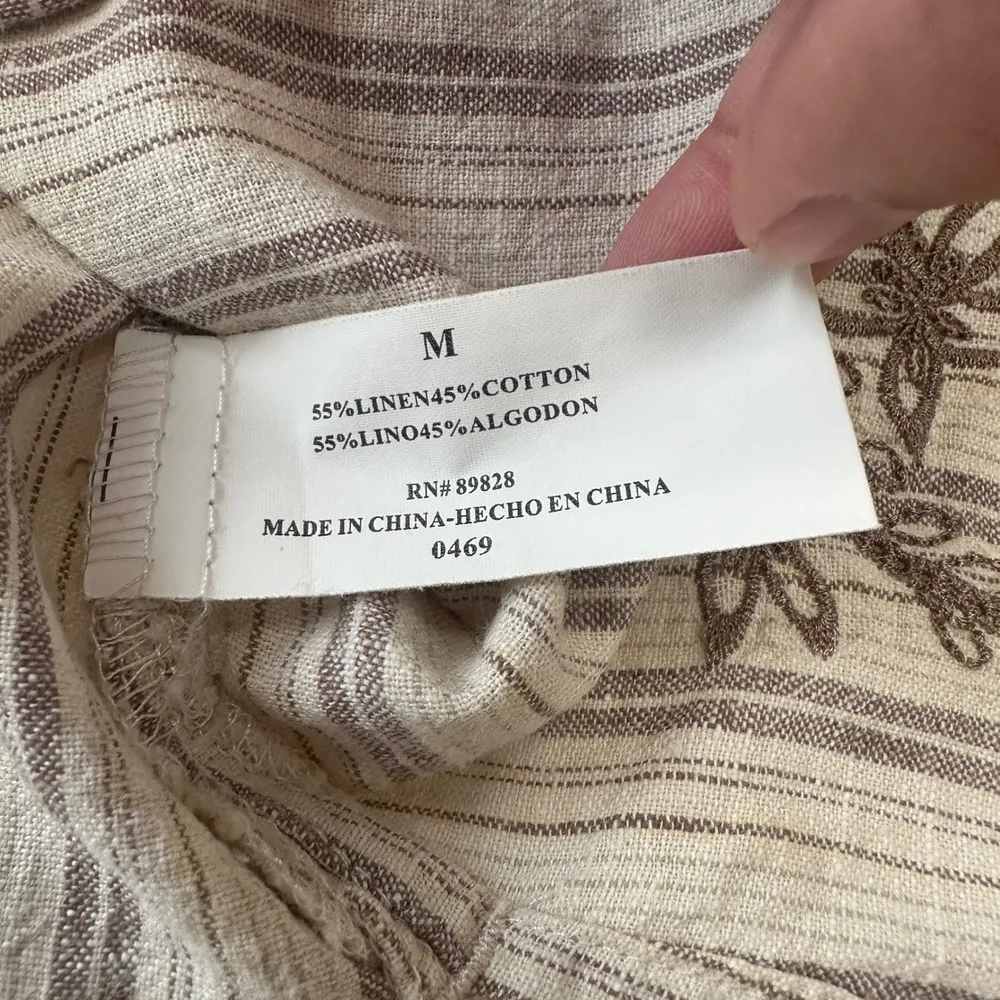 M
55%LINEN45%COTTON
55%LINO45%ALGODON
RN# 89828
MADE IN CHINA-HECHO EN CHINA
0469